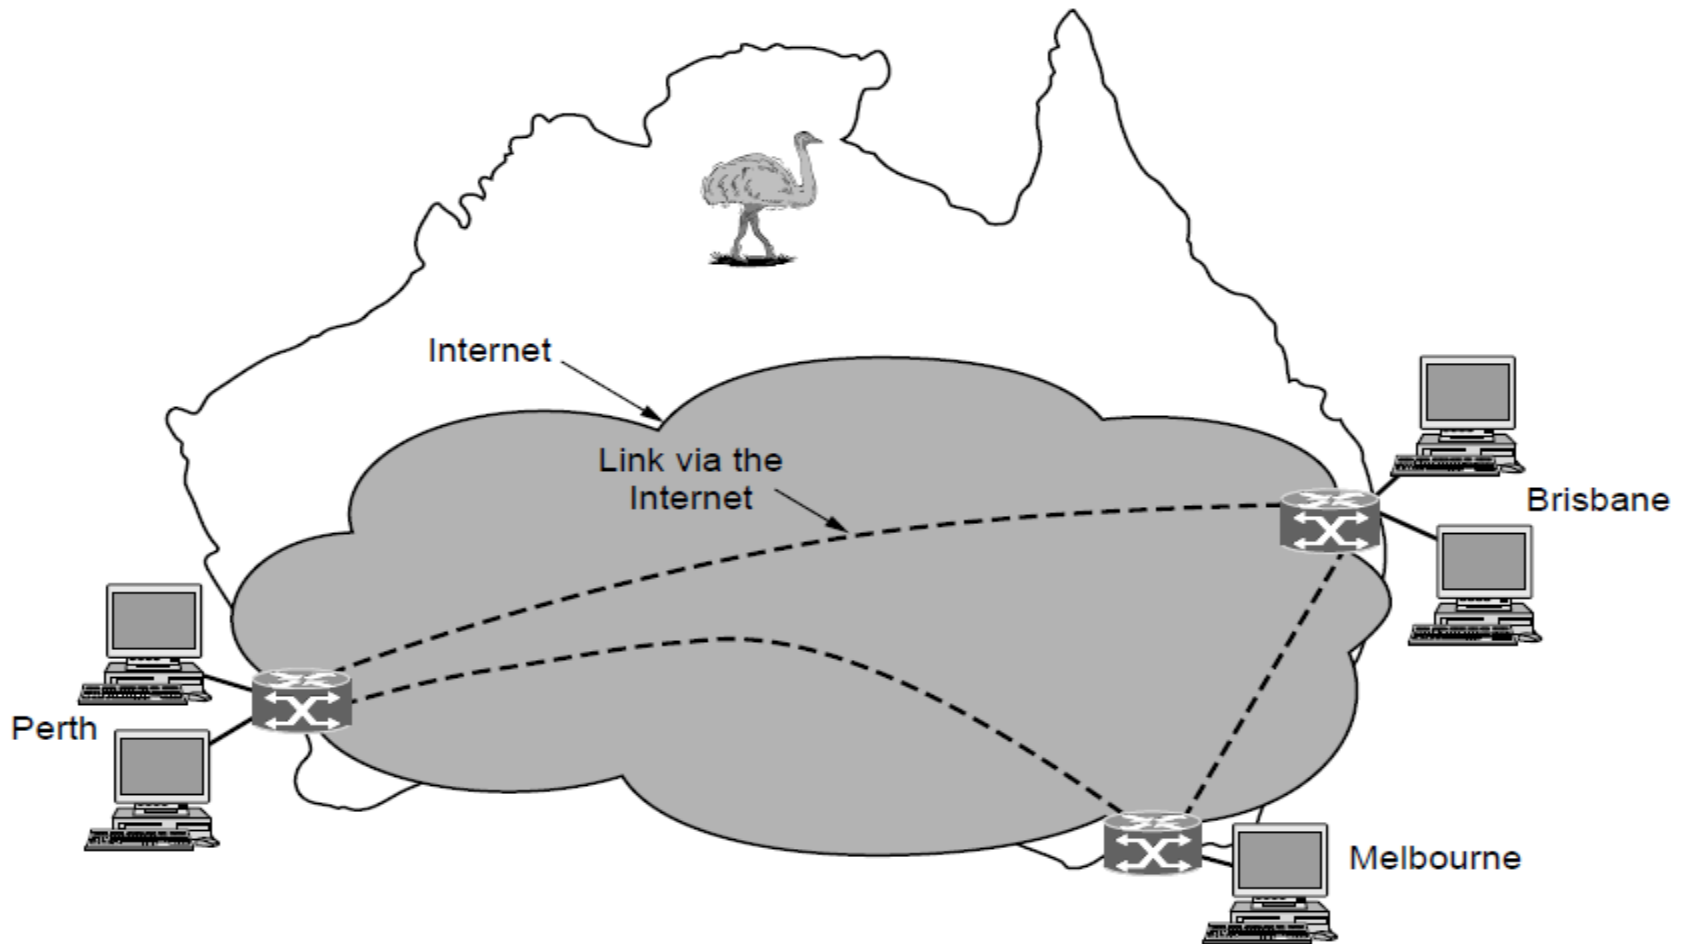 Internet
Link via the
Internet
Brisbane
Perth
Melbourne